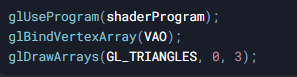 glUseProgram(shaderProgram);
glBindVertexArray(VAO);
glDrawArrays(GL_TRIANGLES, 0, 3);